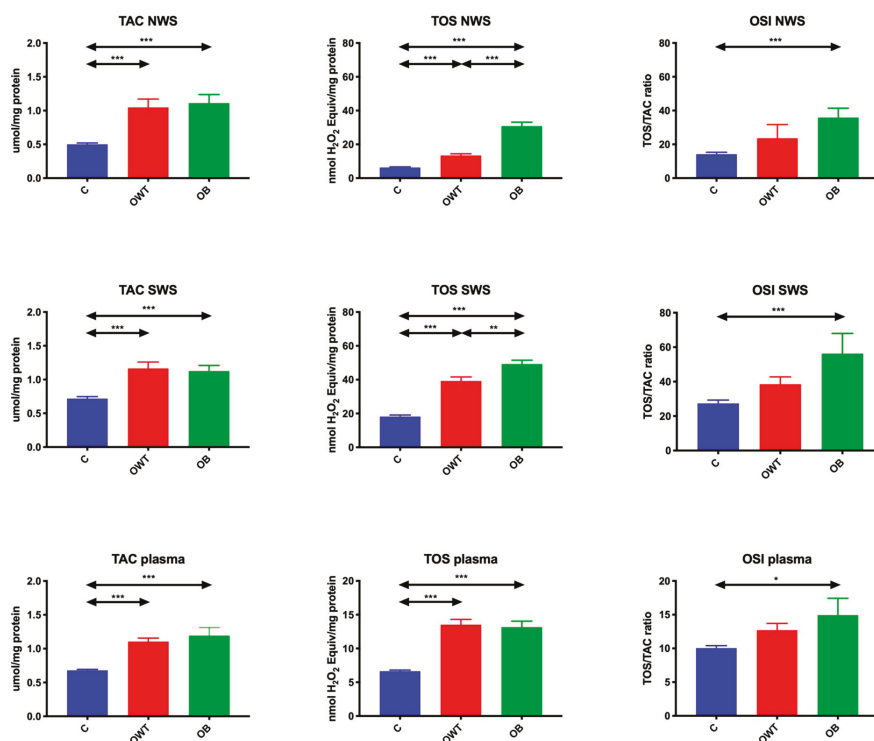 TAC NWS
2.0
1.5
1.0
0.5
0.0
umol/mg protein
***
***
C
OWT
OB
TOS NWS
80
60
40
20
0
nmol H₂O₂ Equiv/mg protein
***
***
***
C
OWT
OB
OSI NWS
80
60
40
20
0
TOS/TAC ratio
***
C
OWT
OB
TAC SWS
2.0
1.5
1.0
0.5
0.0
umol/mg protein
***
***
C
OWT
OB
TOS SWS
80
60
40
20
0
nmol H₂O₂ Equiv/mg protein
***
***
**
C
OWT
OB
OSI SWS
80
60
40
20
0
TOS/TAC ratio
***
C
OWT
OB
TAC plasma
2.0
1.5
1.0
0.5
0.0
umol/mg protein
***
***
C
OWT
OB
TOS plasma
20
15
10
5
0
nmol H₂O₂ Equiv/mg protein
***
***
C
OWT
OB
OSI plasma
20
15
10
5
0
TOS/TAC ratio
*
C
OWT
OB